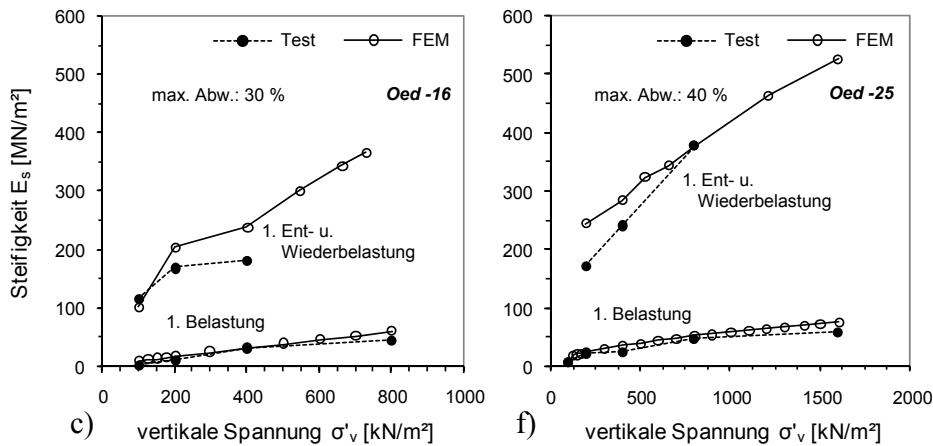 Steifigkeit Es [MN/m²]
600
500
400
300
200
100
0
Test
FEM
max. Abw.: 30 %
Oed -16
1. Ent- u.
Wiederbelastung
1. Belastung
0
200
400
600
800
1000
c)
vertikale Spannung σ'v [kN/m²]
600
500
400
300
200
100
0
Test
FEM
max. Abw.: 40 %
Oed -25
1. Ent- u.
Wiederbelastung
1. Belastung
0
500
1000
1500
2000
f)
vertikale Spannung σ'v [kN/m²]